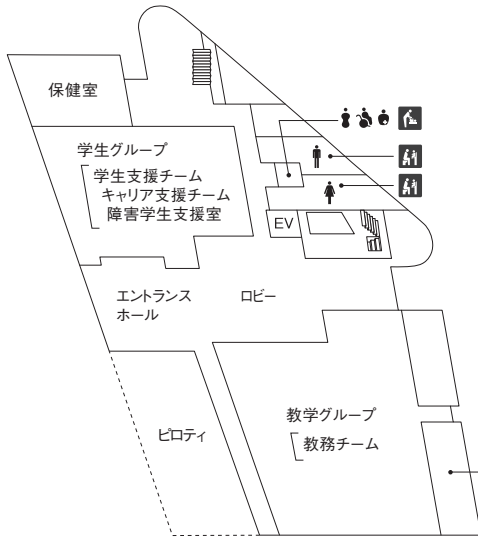 保健室
学生グループ
学生支援チーム
キャリア支援チーム
障害学生支援室
EV
エントランス
ホール
ロビー
教学グループ
教務チーム
ピロティ